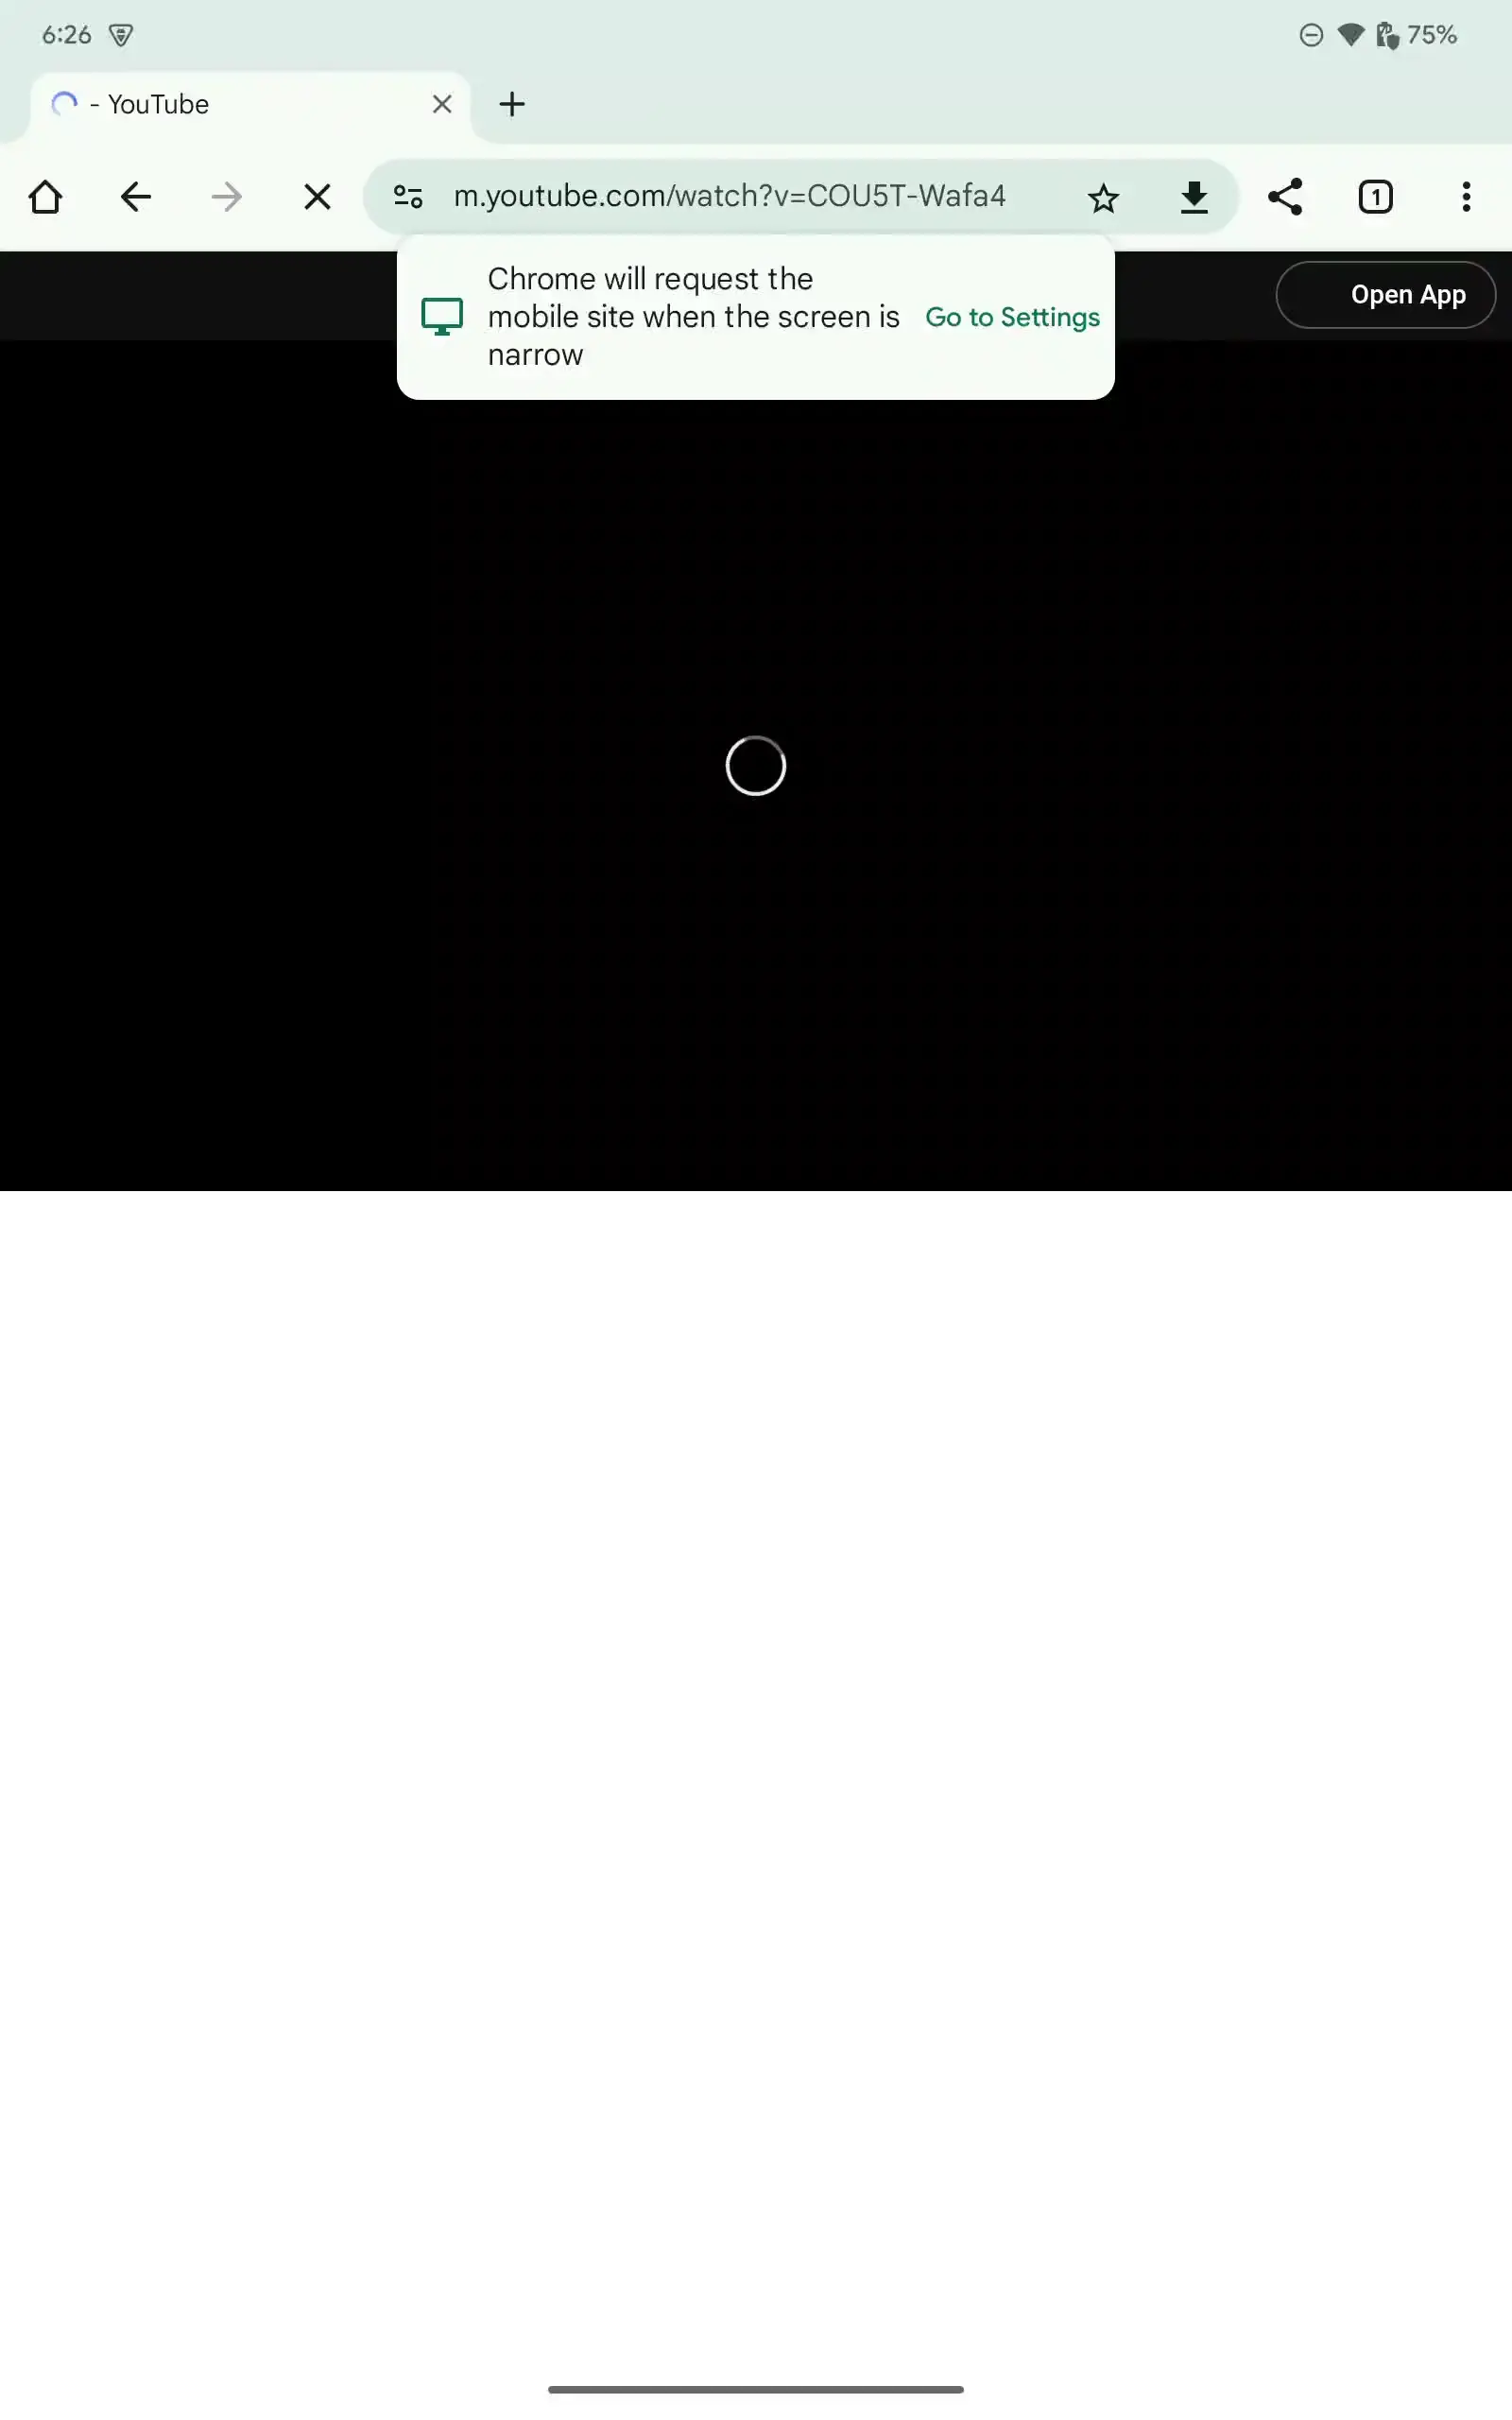 6:26
75%
- YouTube
m.youtube.com/watch?v=COU5T-Wafa4
1
Chrome will request the
mobile site when the screen is
narrow
Go to Settings
Open App